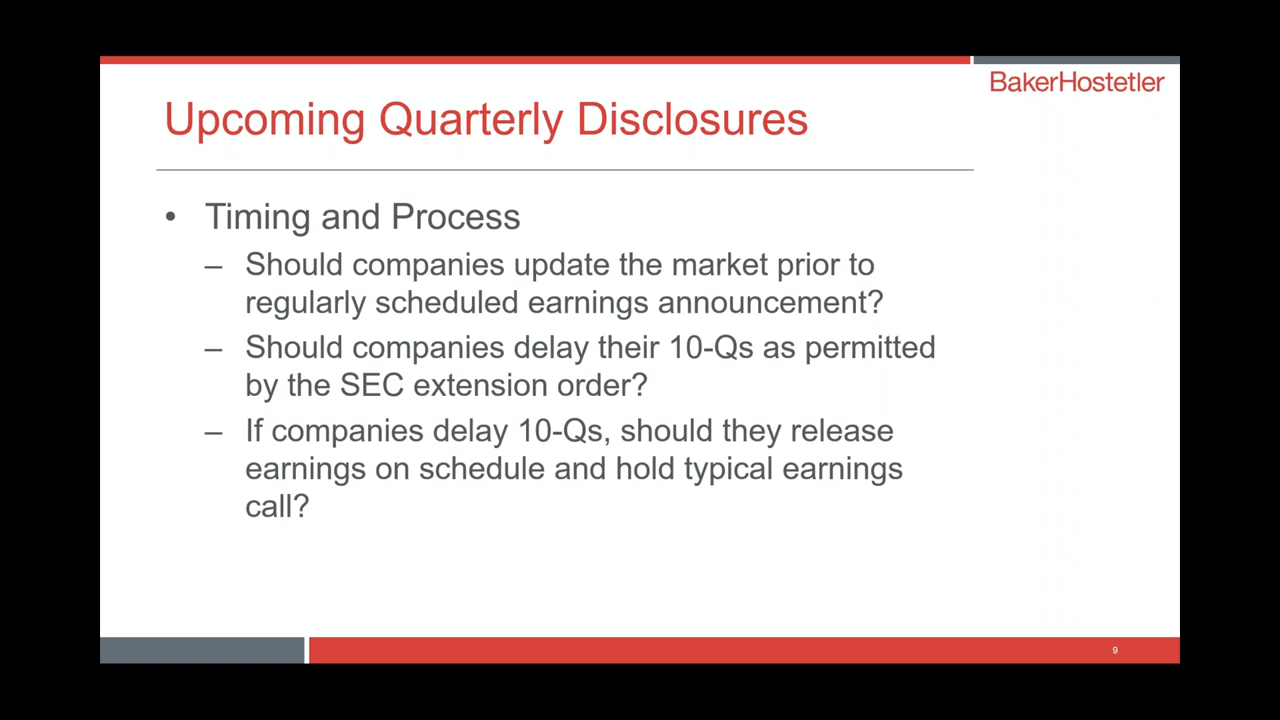 BakerHostetler
Upcoming Quarterly Disclosures
• Timing and Process
– Should companies update the market prior to
regularly scheduled earnings announcement?
– Should companies delay their 10-Qs as permitted
by the SEC extension order?
– If companies delay 10-Qs, should they release
earnings on schedule and hold typical earnings
call?
9